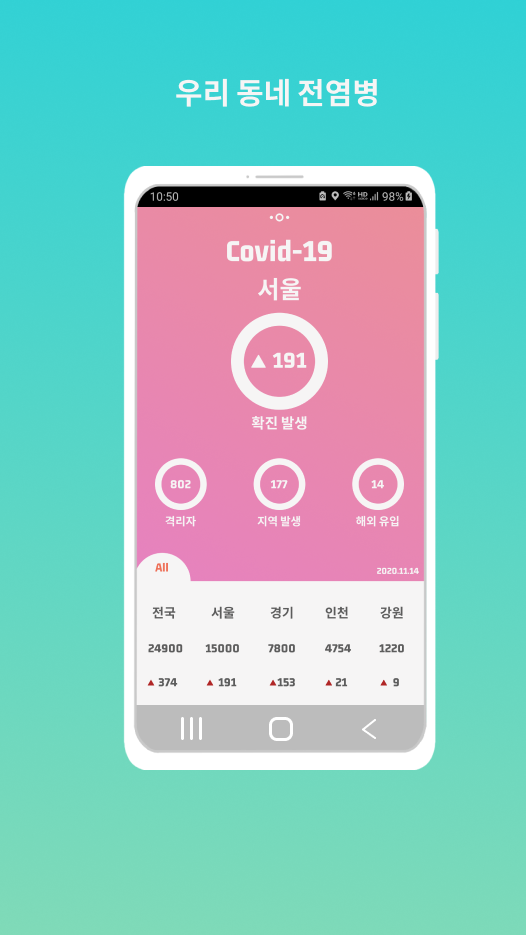 우리 동네 전염병
10:50 HD 98%
Covid-19
서울
▲ 191
확진 발생
802 177 14
격리자 지역 발생 해외 유입
All
2020.11.14
전국 서울 경기 인천 강원
24900 15000 7800 4754 1220
▲ 374 ▲ 191 ▲153 ▲ 21 ▲ 9